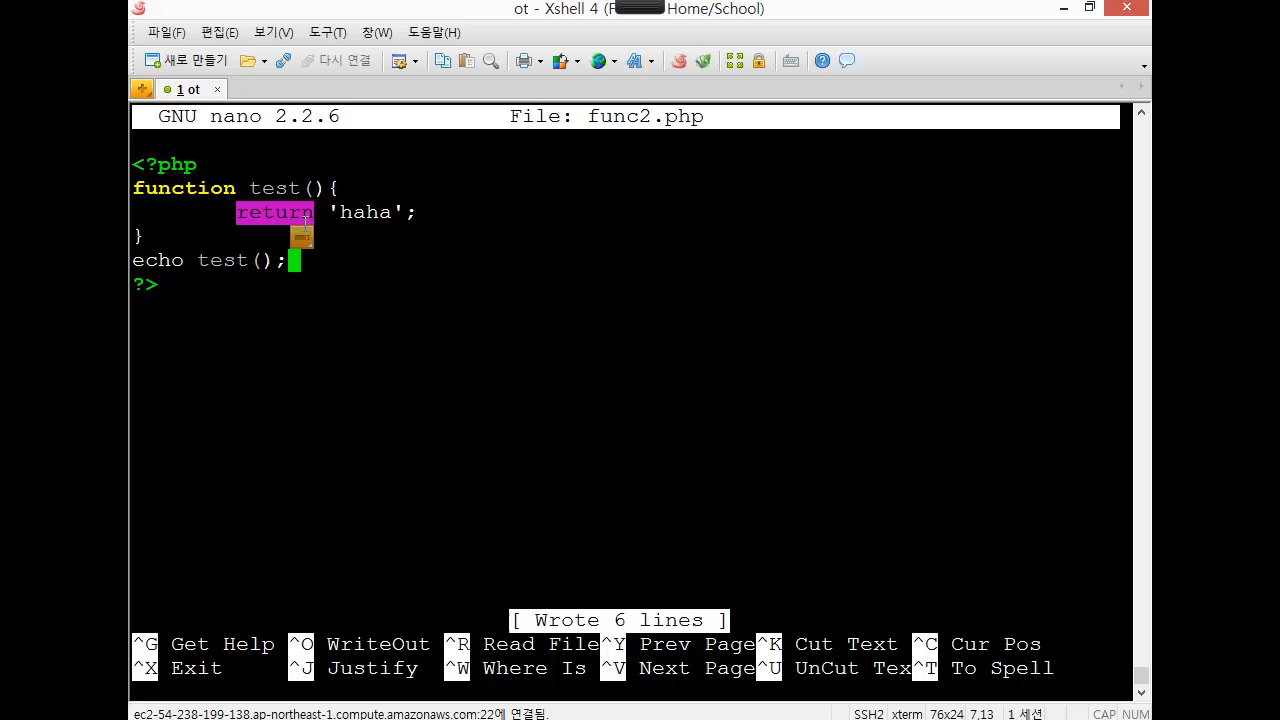 ot - Xshell 4 (F Home/School)
파일(F) 편집(E) 보기(V) 도구(T) 창(W) 도움말(H)
새로 만들기 다시 연결
1 ot
GNU nano 2.2.6 File: func2.php
<?php
function test(){
return 'haha';
}
echo test();
?>
[ Wrote 6 lines ]
^G Get Help ^O WriteOut ^R Read File ^Y Prev Page ^K Cut Text ^C Cur Pos
^X Exit ^J Justify ^W Where Is ^V Next Page ^U UnCut Tex ^T To Spell
ec2-54-238-199-138.ap-northeast-1.compute.amazonaws.com:22에 연결됨. SSH2 xterm 76x24 7,13 1 세션 CAP NUM